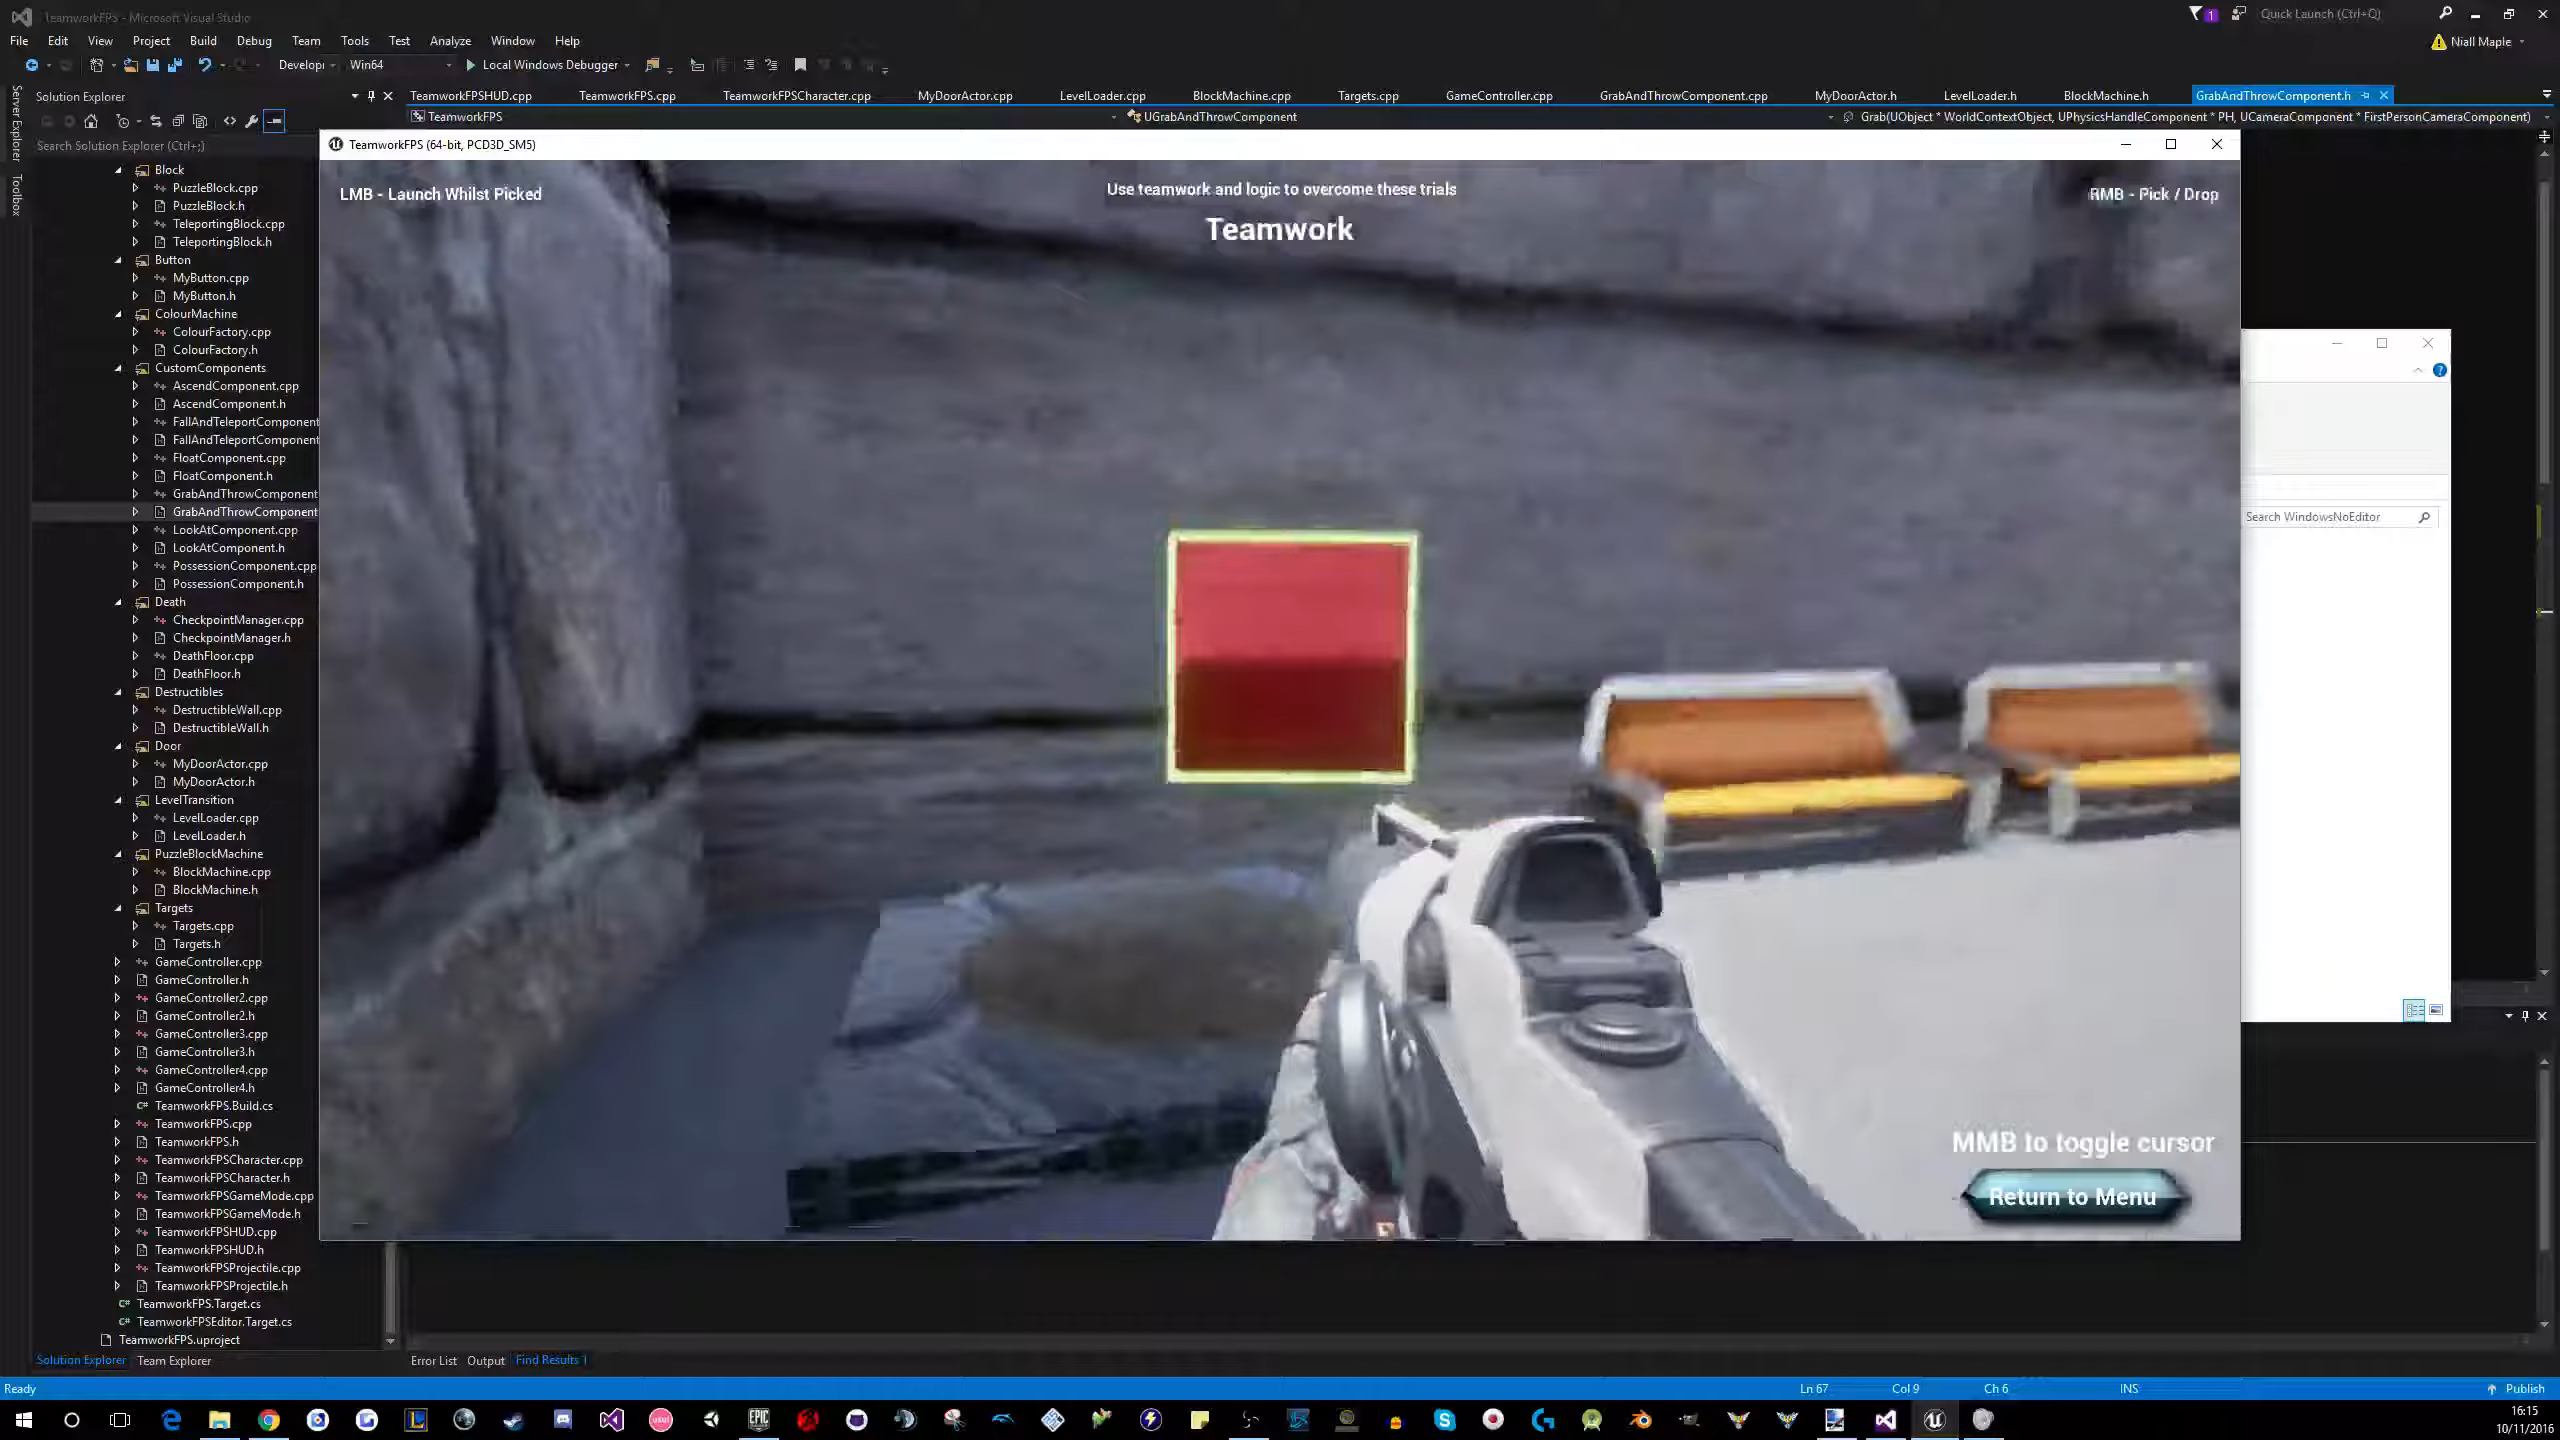 TeamworkFPS - Microsoft Visual Studio
1
Quick Launch (Ctrl+Q)
File Edit View Project Build Debug Team Tools Test Analyze Window Help
Niall Maple
Develop Win64 Local Windows Debugger
Server Explorer
Toolbox
Solution Explorer
TeamworkFPSHUD.cpp TeamworkFPS.cpp TeamworkFPSCharacter.cpp MyDoorActor.cpp LevelLoader.cpp BlockMachine.cpp Targets.cpp GameController.cpp GrabAndThrowComponent.cpp MyDoorActor.h LevelLoader.h BlockMachine.h GrabAndThrowComponent.h
TeamworkFPS UGrabAndThrowComponent Grab(UObject * WorldContextObject, UPhysicsHandleComponent * PH, UCameraComponent * FirstPersonCameraComponent)
Search Solution Explorer (Ctrl+;)
TeamworkFPS (64-bit, PCD3D_SM5)
LMB - Launch Whilst Picked
Use teamwork and logic to overcome these trials
RMB - Pick / Drop
Teamwork
Block
PuzzleBlock.cpp
PuzzleBlock.h
TeleportingBlock.cpp
TeleportingBlock.h
Button
MyButton.cpp
MyButton.h
ColourMachine
ColourFactory.cpp
ColourFactory.h
CustomComponents
AscendComponent.cpp
AscendComponent.h
FallAndTeleportComponent
FallAndTeleportComponent
FloatComponent.cpp
FloatComponent.h
GrabAndThrowComponent
GrabAndThrowComponent
LookAtComponent.cpp
LookAtComponent.h
PossessionComponent.cpp
PossessionComponent.h
Death
CheckpointManager.cpp
CheckpointManager.h
DeathFloor.cpp
DeathFloor.h
Destructibles
DestructibleWall.cpp
DestructibleWall.h
Door
MyDoorActor.cpp
MyDoorActor.h
LevelTransition
LevelLoader.cpp
LevelLoader.h
PuzzleBlockMachine
BlockMachine.cpp
BlockMachine.h
Targets
Targets.cpp
Targets.h
GameController.cpp
GameController.h
GameController2.cpp
GameController2.h
GameController3.cpp
GameController3.h
GameController4.cpp
GameController4.h
TeamworkFPS.Build.cs
TeamworkFPS.cpp
TeamworkFPS.h
TeamworkFPSCharacter.cpp
TeamworkFPSCharacter.h
TeamworkFPSGameMode.cpp
TeamworkFPSGameMode.h
TeamworkFPSHUD.cpp
TeamworkFPSHUD.h
TeamworkFPSProjectile.cpp
TeamworkFPSProjectile.h
TeamworkFPS.Target.cs
TeamworkFPSEditor.Target.cs
TeamworkFPS.uproject
Search WindowsNoEditor
MMB to toggle cursor
Return to Menu
Solution Explorer Team Explorer
Error List Output Find Results 1
Ready
Ln 67 Col 9 Ch 6 INS Publish
osu!
EPIC GAMES
16:15
10/11/2016